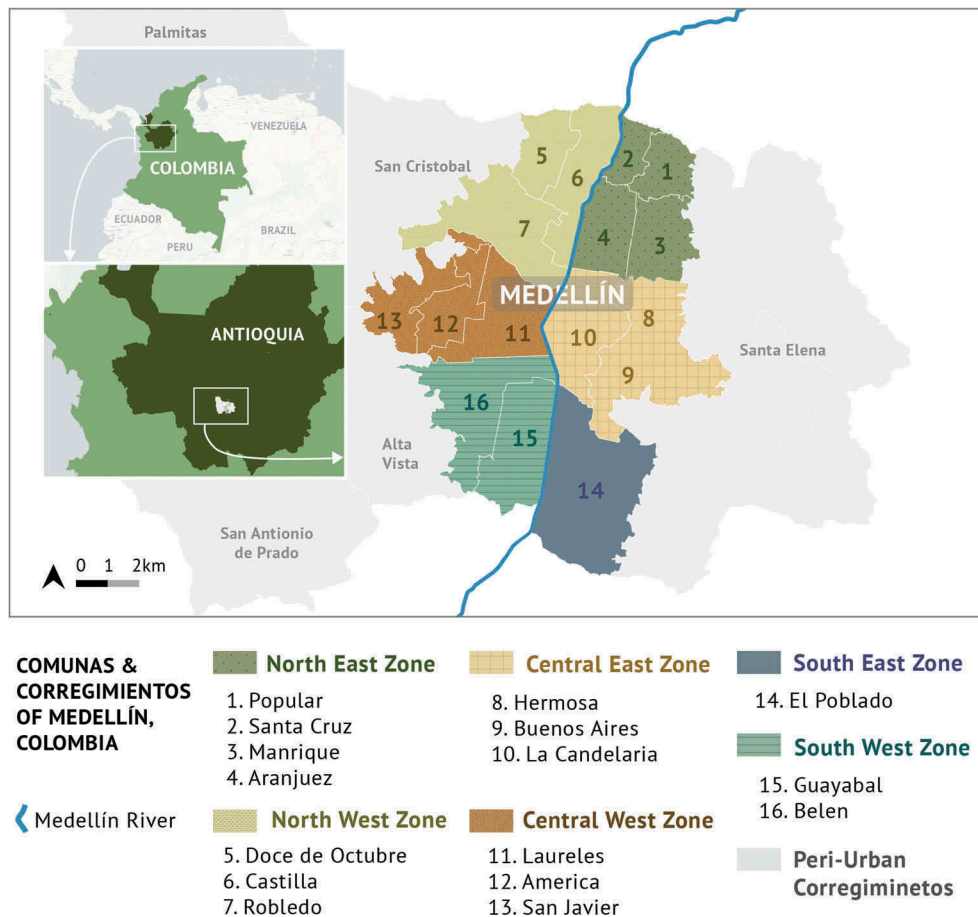 Palmitas
VENEZUELA
COLOMBIA
ECUADOR
PERU
BRAZIL
ANTIOQUIA
San Cristobal
5
6
2
1
7
4
3
MEDELLÍN
13
12
11
10
8
9
Santa Elena
16
15
14
Alta
Vista
San Antionio
de Prado
0 1 2km
COMUNAS &
CORREGIMIENTOS
OF MEDELLÍN,
COLOMBIA
Medellín River
North East Zone
1. Popular
2. Santa Cruz
3. Manrique
4. Aranjuez
North West Zone
5. Doce de Octubre
6. Castilla
7. Robledo
Central East Zone
8. Hermosa
9. Buenos Aires
10. La Candelaria
Central West Zone
11. Laureles
12. America
13. San Javier
South East Zone
14. El Poblado
South West Zone
15. Guayabal
16. Belen
Peri-Urban
Corregiminetos